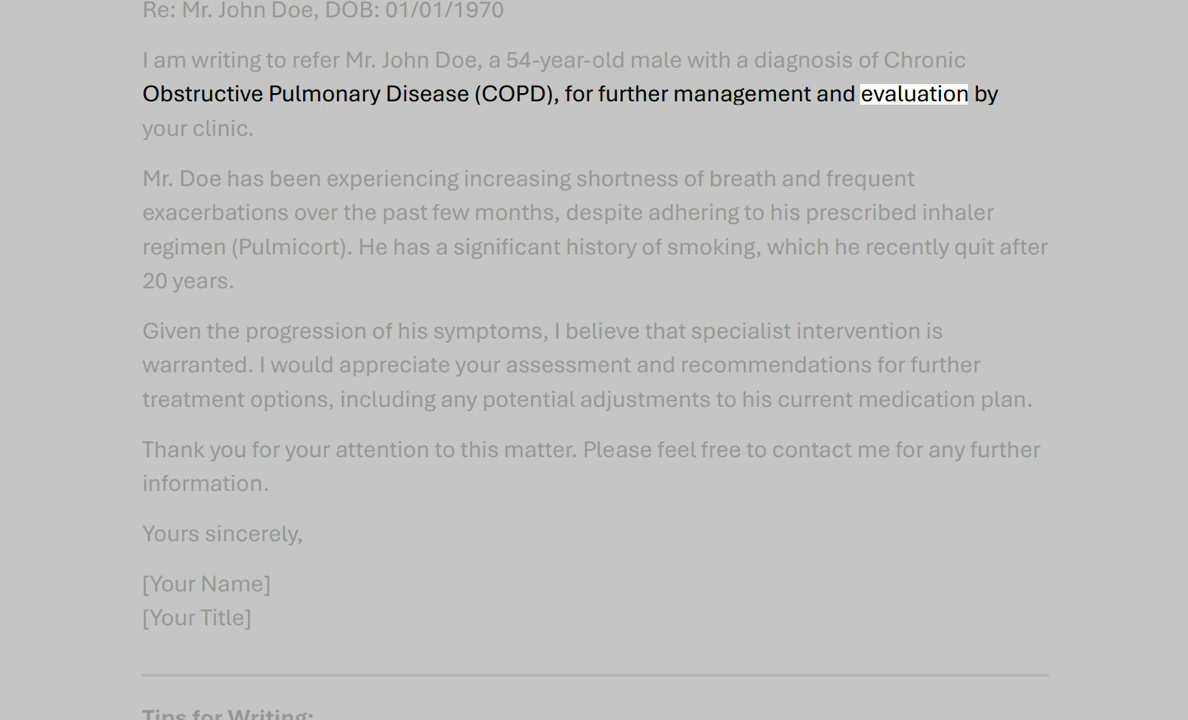 Re: Mr. John Doe, DOB: 01/01/1970
I am writing to refer Mr. John Doe, a 54-year-old male with a diagnosis of Chronic
Obstructive Pulmonary Disease (COPD), for further management and evaluation by
your clinic.
Mr. Doe has been experiencing increasing shortness of breath and frequent
exacerbations over the past few months, despite adhering to his prescribed inhaler
regimen (Pulmicort). He has a significant history of smoking, which he recently quit after
20 years.
Given the progression of his symptoms, I believe that specialist intervention is
warranted. I would appreciate your assessment and recommendations for further
treatment options, including any potential adjustments to his current medication plan.
Thank you for your attention to this matter. Please feel free to contact me for any further
information.
Yours sincerely,
[Your Name]
[Your Title]
Tips for Writing: